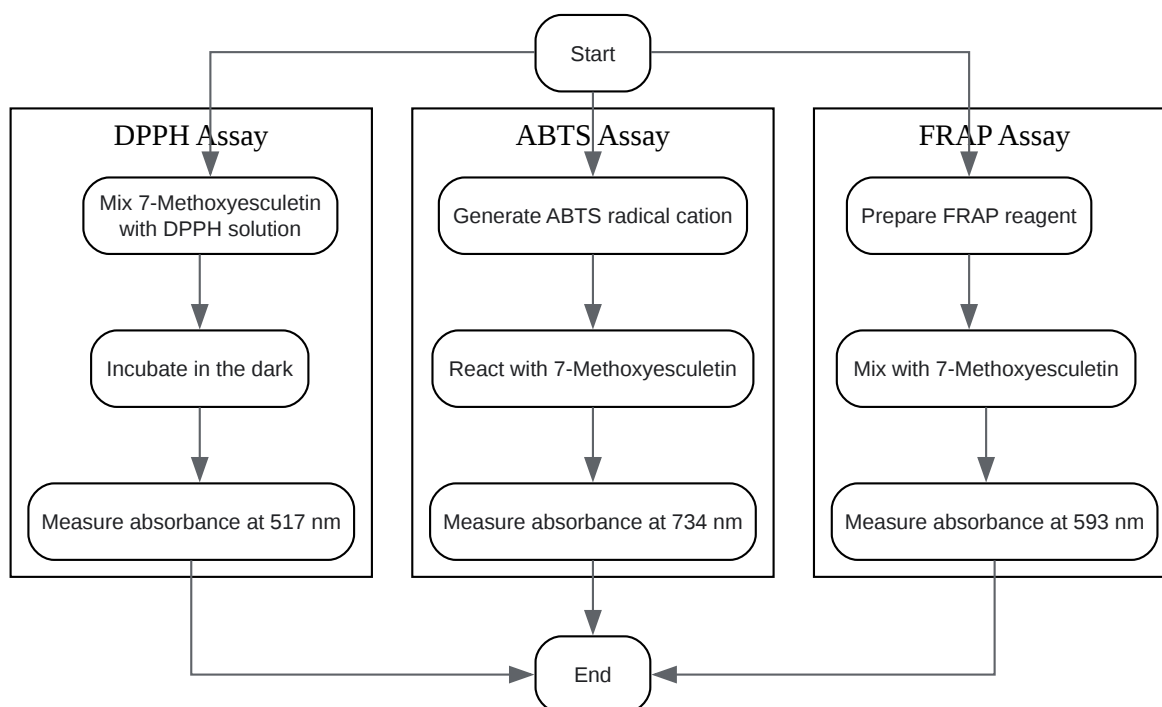 Start
DPPH Assay
Mix 7-Methoxyesculetin
with DPPH solution
Incubate in the dark
Measure absorbance at 517 nm
ABTS Assay
Generate ABTS radical cation
React with 7-Methoxyesculetin
Measure absorbance at 734 nm
FRAP Assay
Prepare FRAP reagent
Mix with 7-Methoxyesculetin
Measure absorbance at 593 nm
End